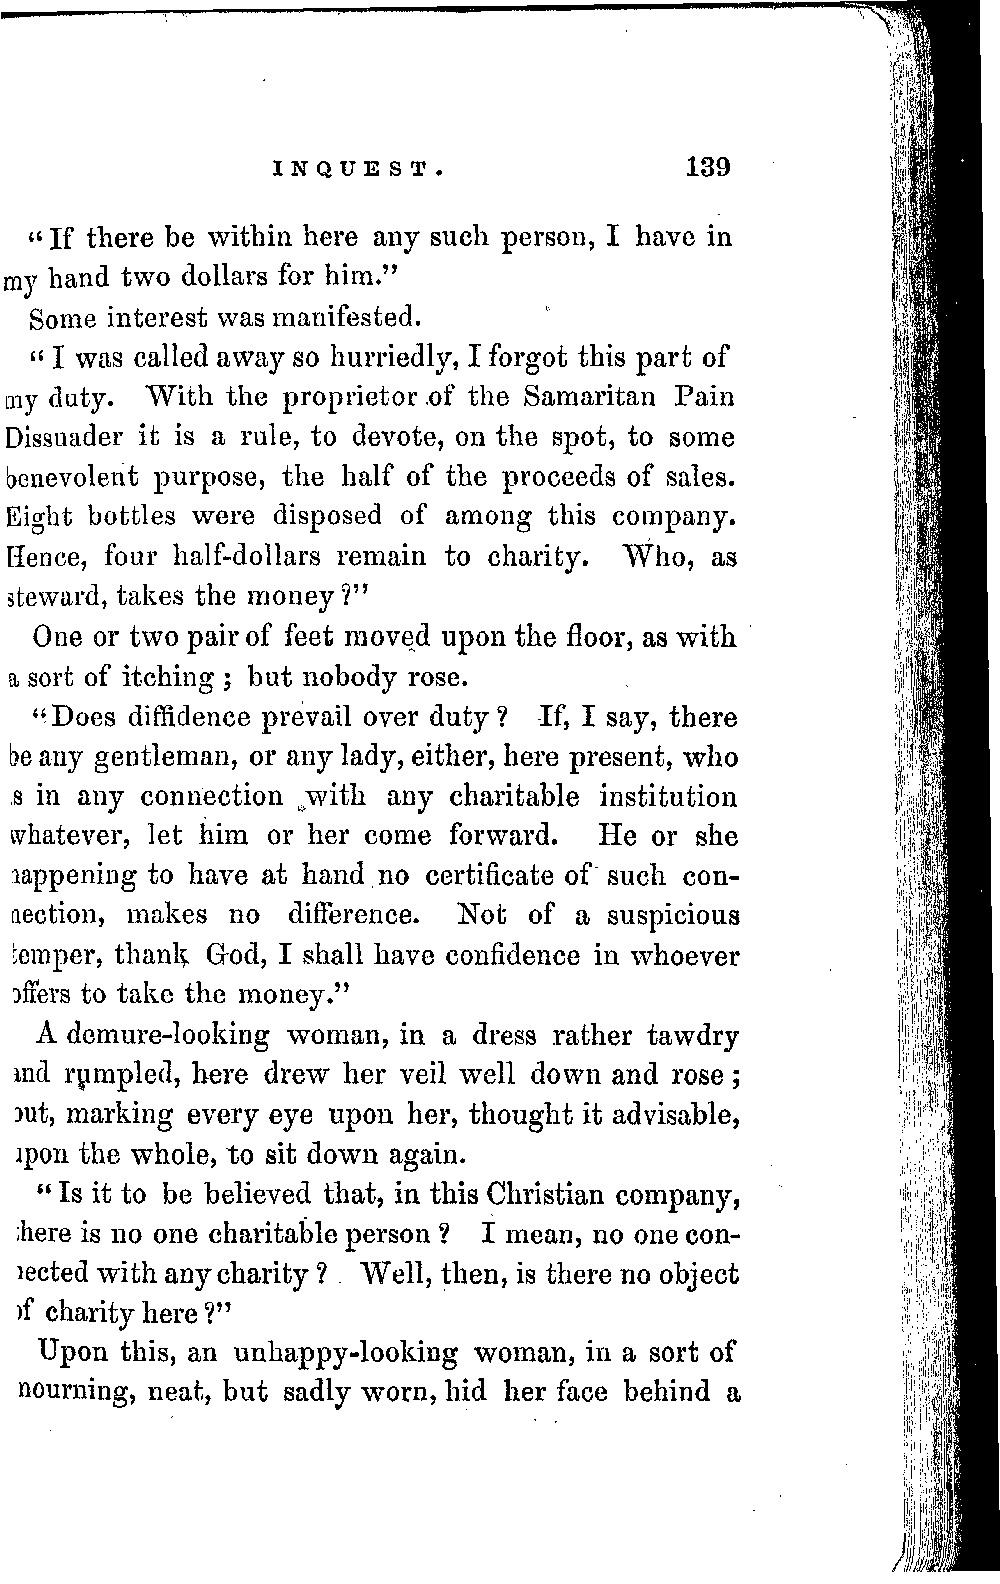 INQUEST. 139
"If there be within here any such person, I have in
my hand two dollars for him."
Some interest was manifested.
"I was called away so hurriedly, I forgot this part of
my duty. With the proprietor of the Samaritan Pain
Dissuader it is a rule, to devote, on the spot, to some
benevolent purpose, the half of the proceeds of sales.
Eight bottles were disposed of among this company.
Hence, four half-dollars remain to charity. Who, as
steward, takes the money?"
One or two pair of feet moved upon the floor, as with
a sort of itching; but nobody rose.
"Does diffidence prevail over duty? If, I say, there
be any gentleman, or any lady, either, here present, who
is in any connection with any charitable institution
whatever, let him or her come forward. He or she
happening to have at hand no certificate of such con-
nection, makes no difference. Not of a suspicious
temper, thank God, I shall have confidence in whoever
offers to take the money."
A demure-looking woman, in a dress rather tawdry
and rumpled, here drew her veil well down and rose;
but, marking every eye upon her, thought it advisable,
upon the whole, to sit down again.
"Is it to be believed that, in this Christian company,
there is no one charitable person? I mean, no one con-
nected with any charity? Well, then, is there no object
of charity here?"
Upon this, an unhappy-looking woman, in a sort of
mourning, neat, but sadly worn, hid her face behind a